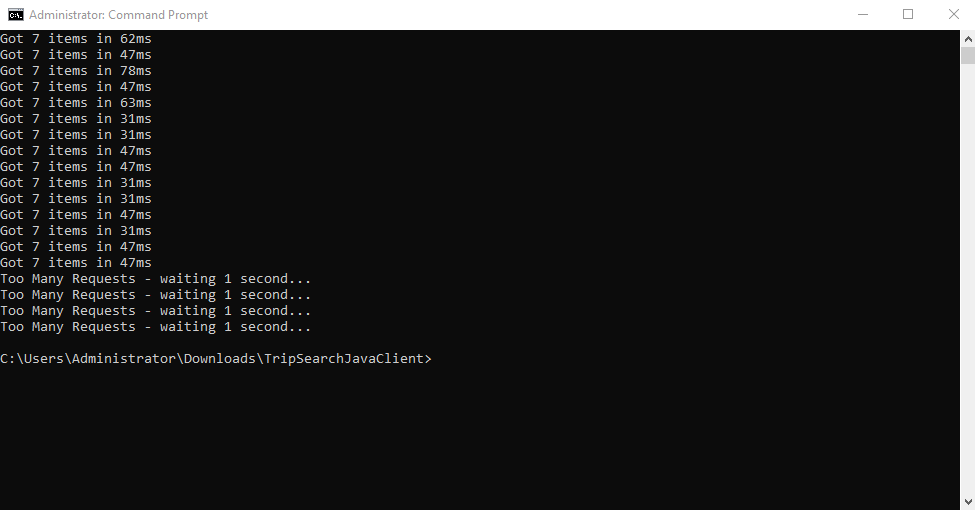 Administrator: Command Prompt
Got 7 items in 62ms
Got 7 items in 47ms
Got 7 items in 78ms
Got 7 items in 47ms
Got 7 items in 63ms
Got 7 items in 31ms
Got 7 items in 31ms
Got 7 items in 47ms
Got 7 items in 47ms
Got 7 items in 31ms
Got 7 items in 31ms
Got 7 items in 47ms
Got 7 items in 31ms
Got 7 items in 47ms
Got 7 items in 47ms
Too Many Requests - waiting 1 second...
Too Many Requests - waiting 1 second...
Too Many Requests - waiting 1 second...
Too Many Requests - waiting 1 second...
C:\Users\Administrator\Downloads\TripSearchJavaClient>